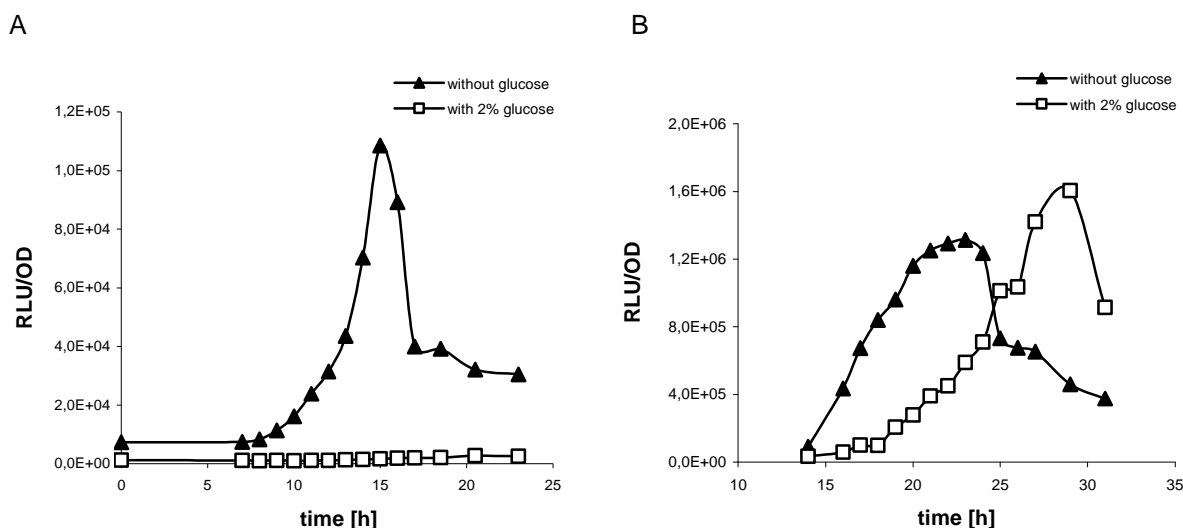 A
without glucose
with 2% glucose
1,2E+05
1,0E+05
8,0E+04
6,0E+04
4,0E+04
2,0E+04
0,0E+00
RLU/OD
0 5 10 15 20 25
time [h]
B
without glucose
with 2% glucose
2,0E+06
1,6E+06
1,2E+06
8,0E+05
4,0E+05
0,0E+00
RLU/OD
10 15 20 25 30 35
time [h]